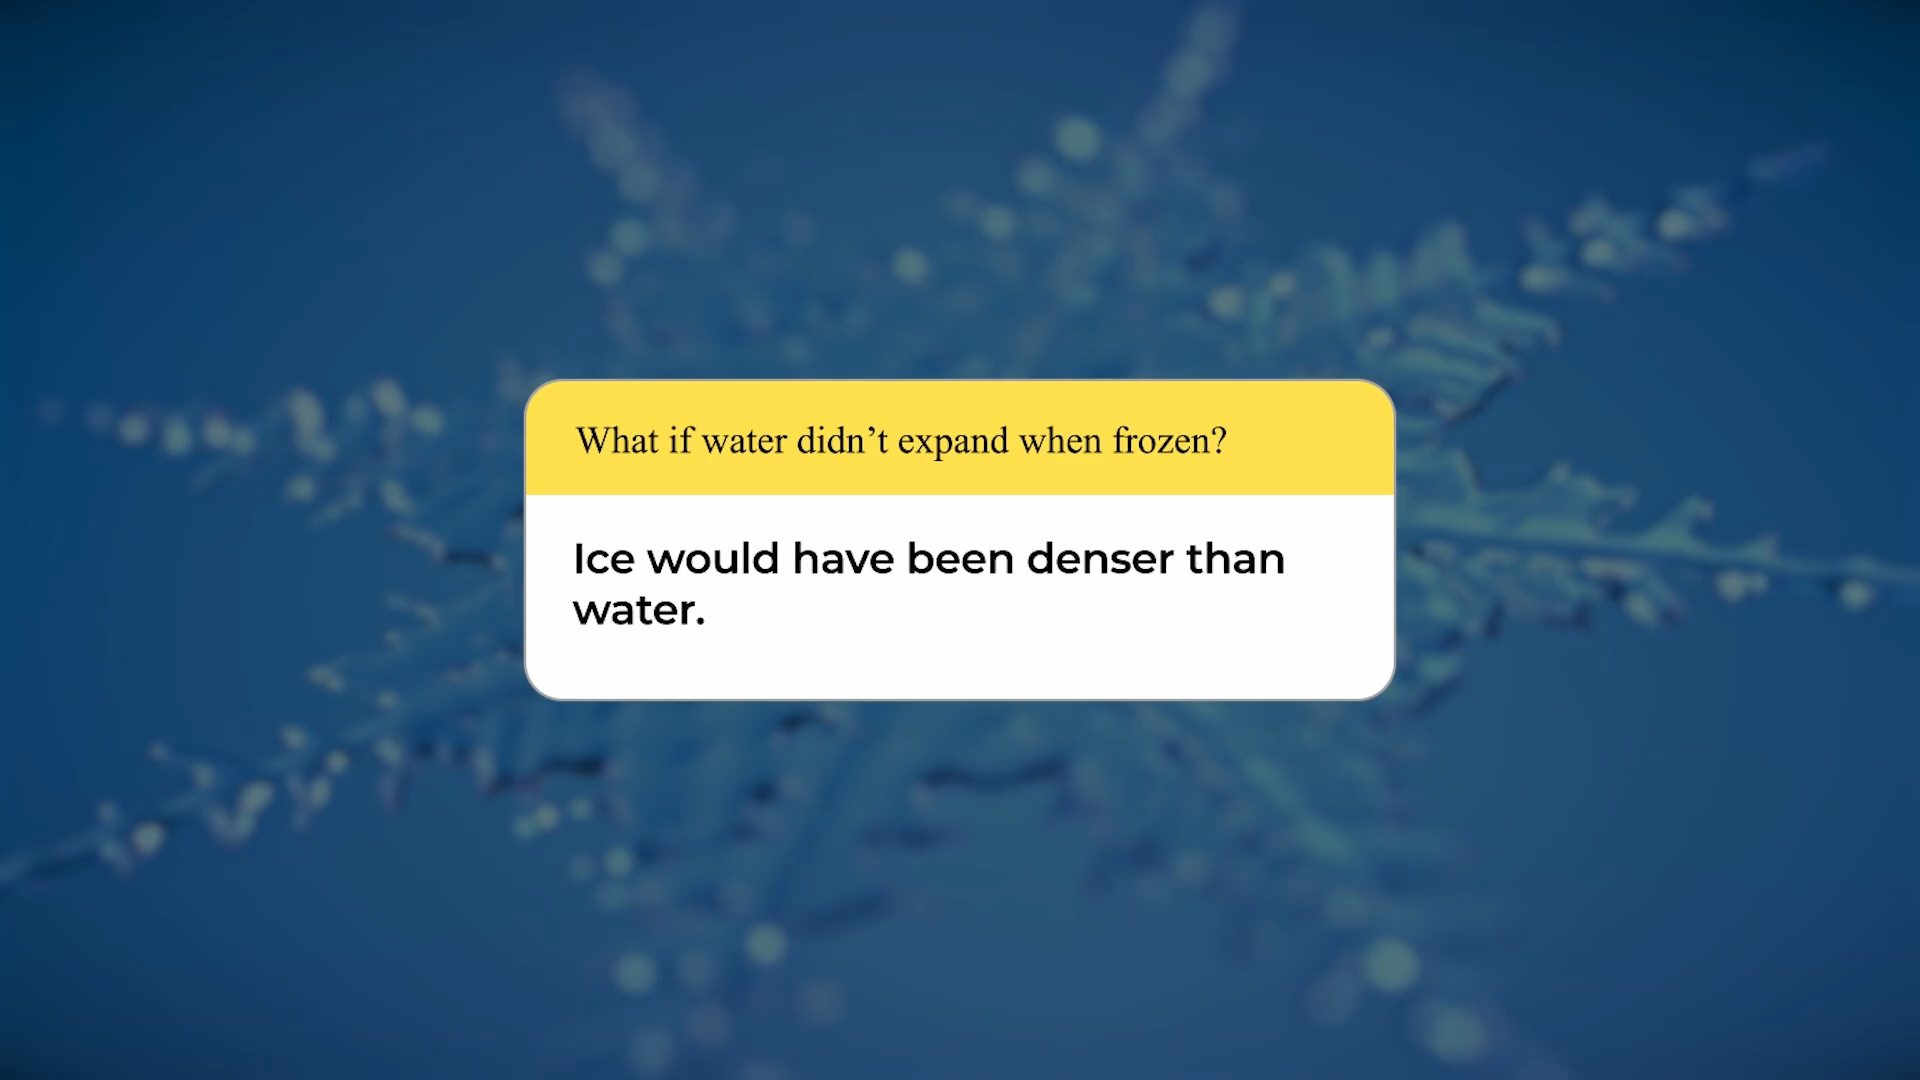 What if water didn’t expand when frozen?
Ice would have been denser than
water.